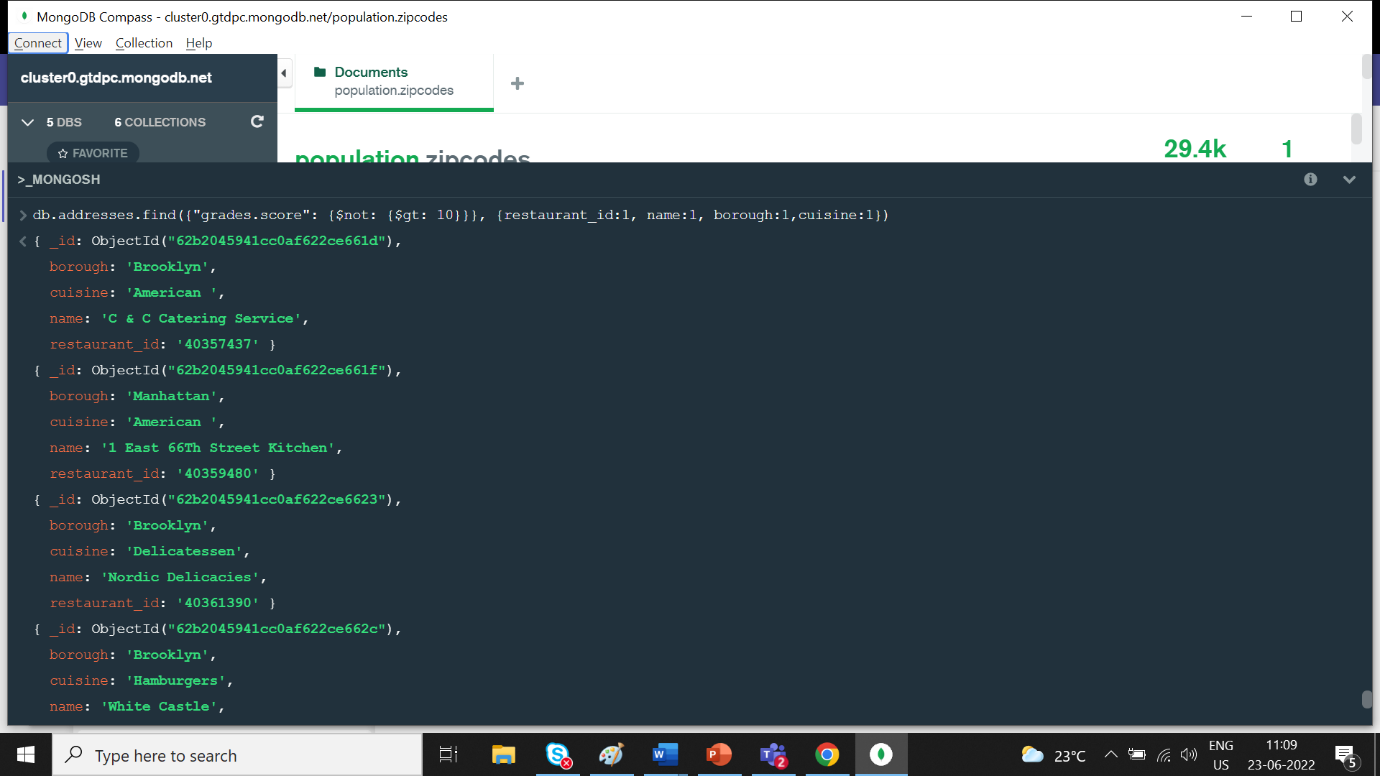 MongoDB Compass - cluster0.gtdpc.mongodb.net/population.zipcodes
Connect View Collection Help
cluster0.gtdpc.mongodb.net
Documents
population.zipcodes
5 DBS 6 COLLECTIONS
FAVORITE
population.zipcodes
29.4k 1
>_MONGOSH
> db.addresses.find({"grades.score": {$not: {$gt: 10}}}, {restaurant_id:1, name:1, borough:1,cuisine:1})
< { _id: ObjectId("62b2045941cc0af622ce661d"),
borough: 'Brooklyn',
cuisine: 'American ',
name: 'C & C Catering Service',
restaurant_id: '40357437' }
{ _id: ObjectId("62b2045941cc0af622ce661f"),
borough: 'Manhattan',
cuisine: 'American ',
name: '1 East 66Th Street Kitchen',
restaurant_id: '40359480' }
{ _id: ObjectId("62b2045941cc0af622ce6623"),
borough: 'Brooklyn',
cuisine: 'Delicatessen',
name: 'Nordic Delicacies',
restaurant_id: '40361390' }
{ _id: ObjectId("62b2045941cc0af622ce662c"),
borough: 'Brooklyn',
cuisine: 'Hamburgers',
name: 'White Castle',
Type here to search
W
P
T
2
23°C
ENG
US
11:09
23-06-2022
5